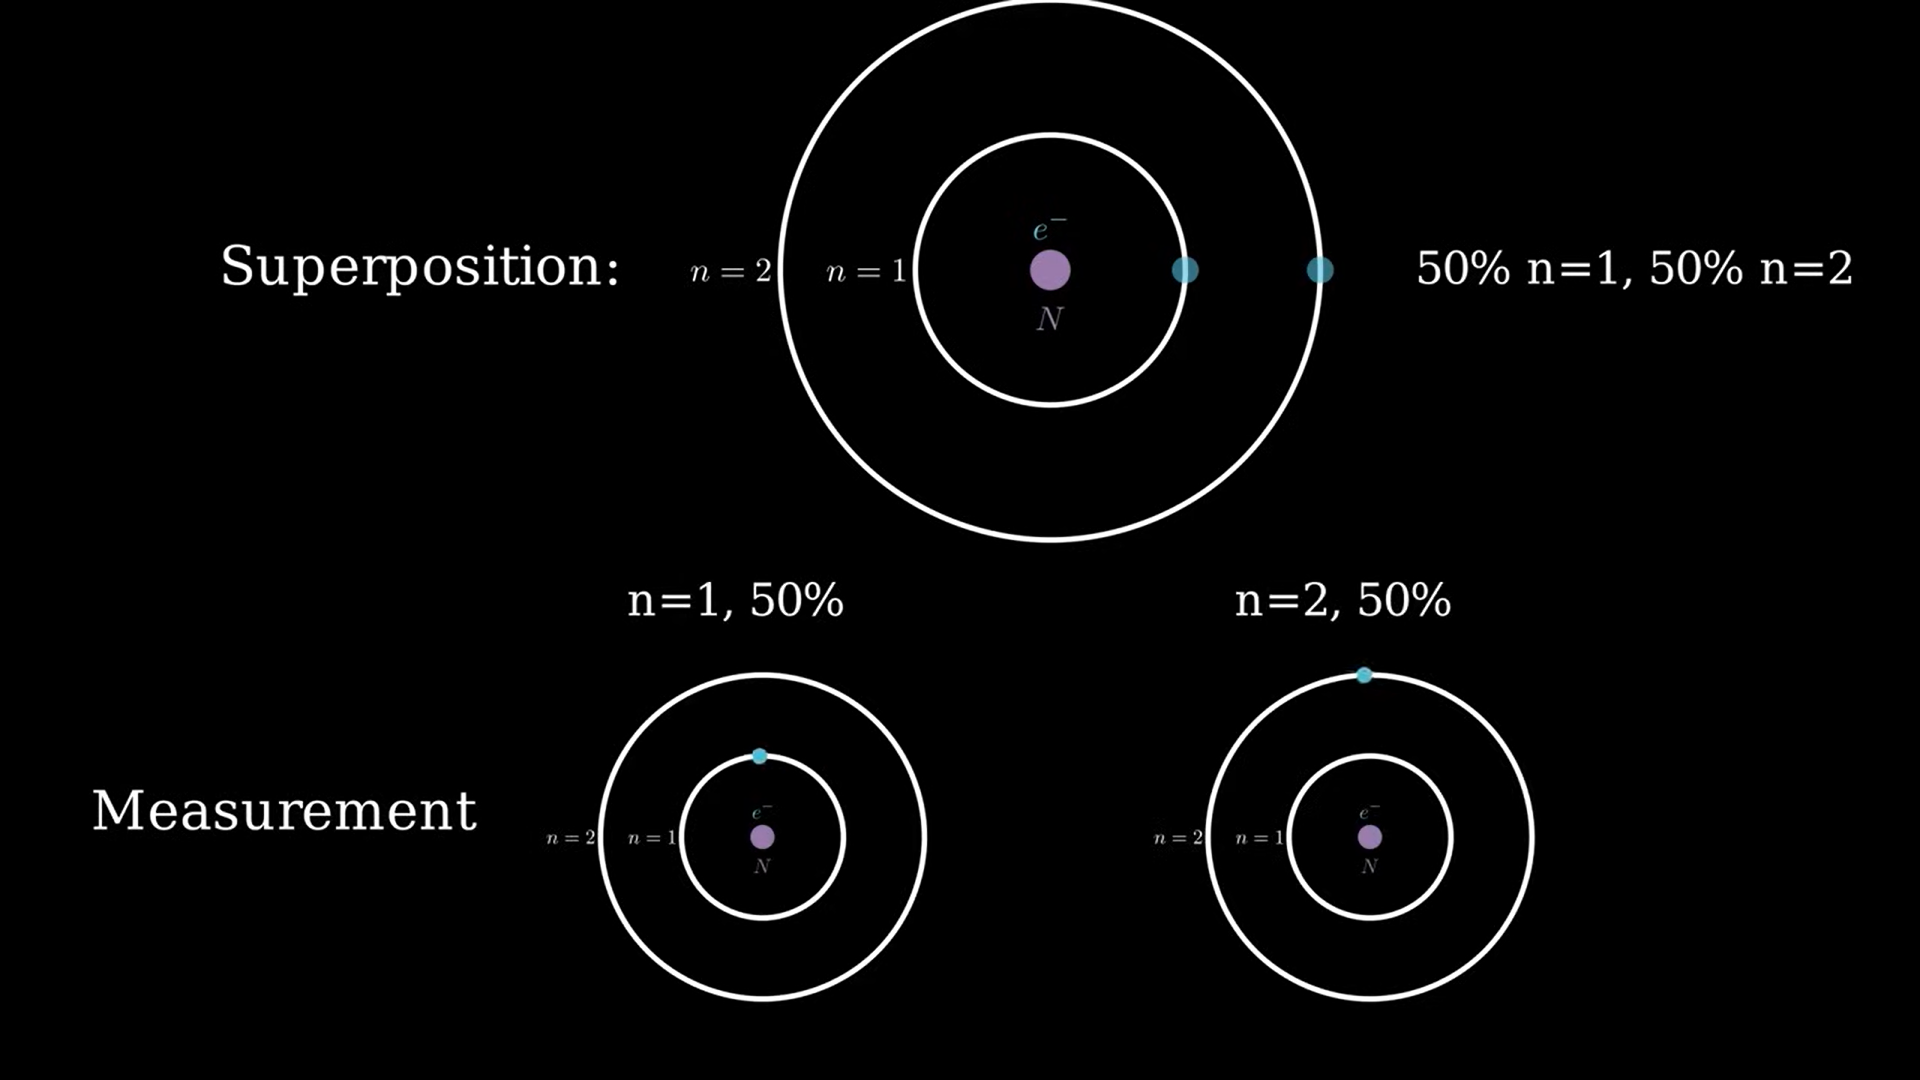 e⁻
Superposition: n = 2 n = 1 50% n=1, 50% n=2
N
n=1, 50% n=2, 50%
Measurement
e⁻ e⁻
n = 2 n = 1 n = 2 n = 1
N N